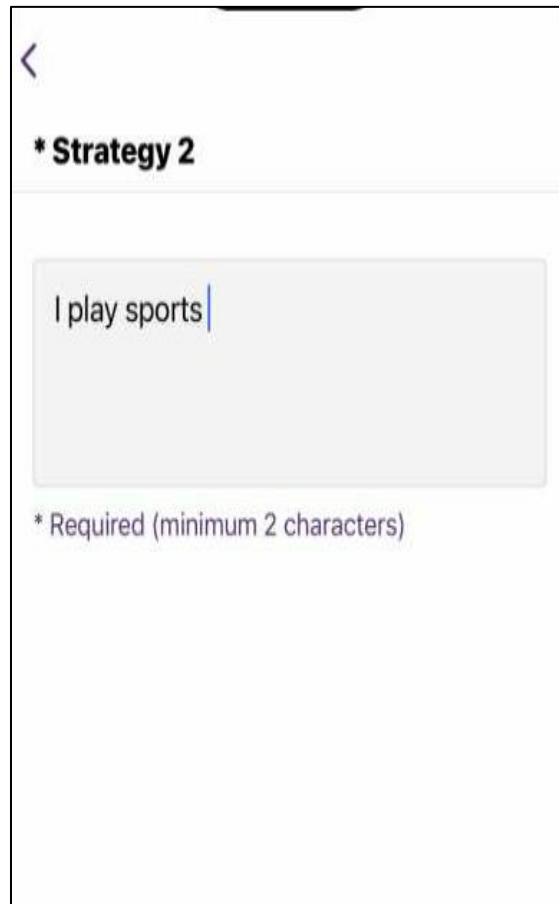 * Strategy 2
I play sports
* Required (minimum 2 characters)